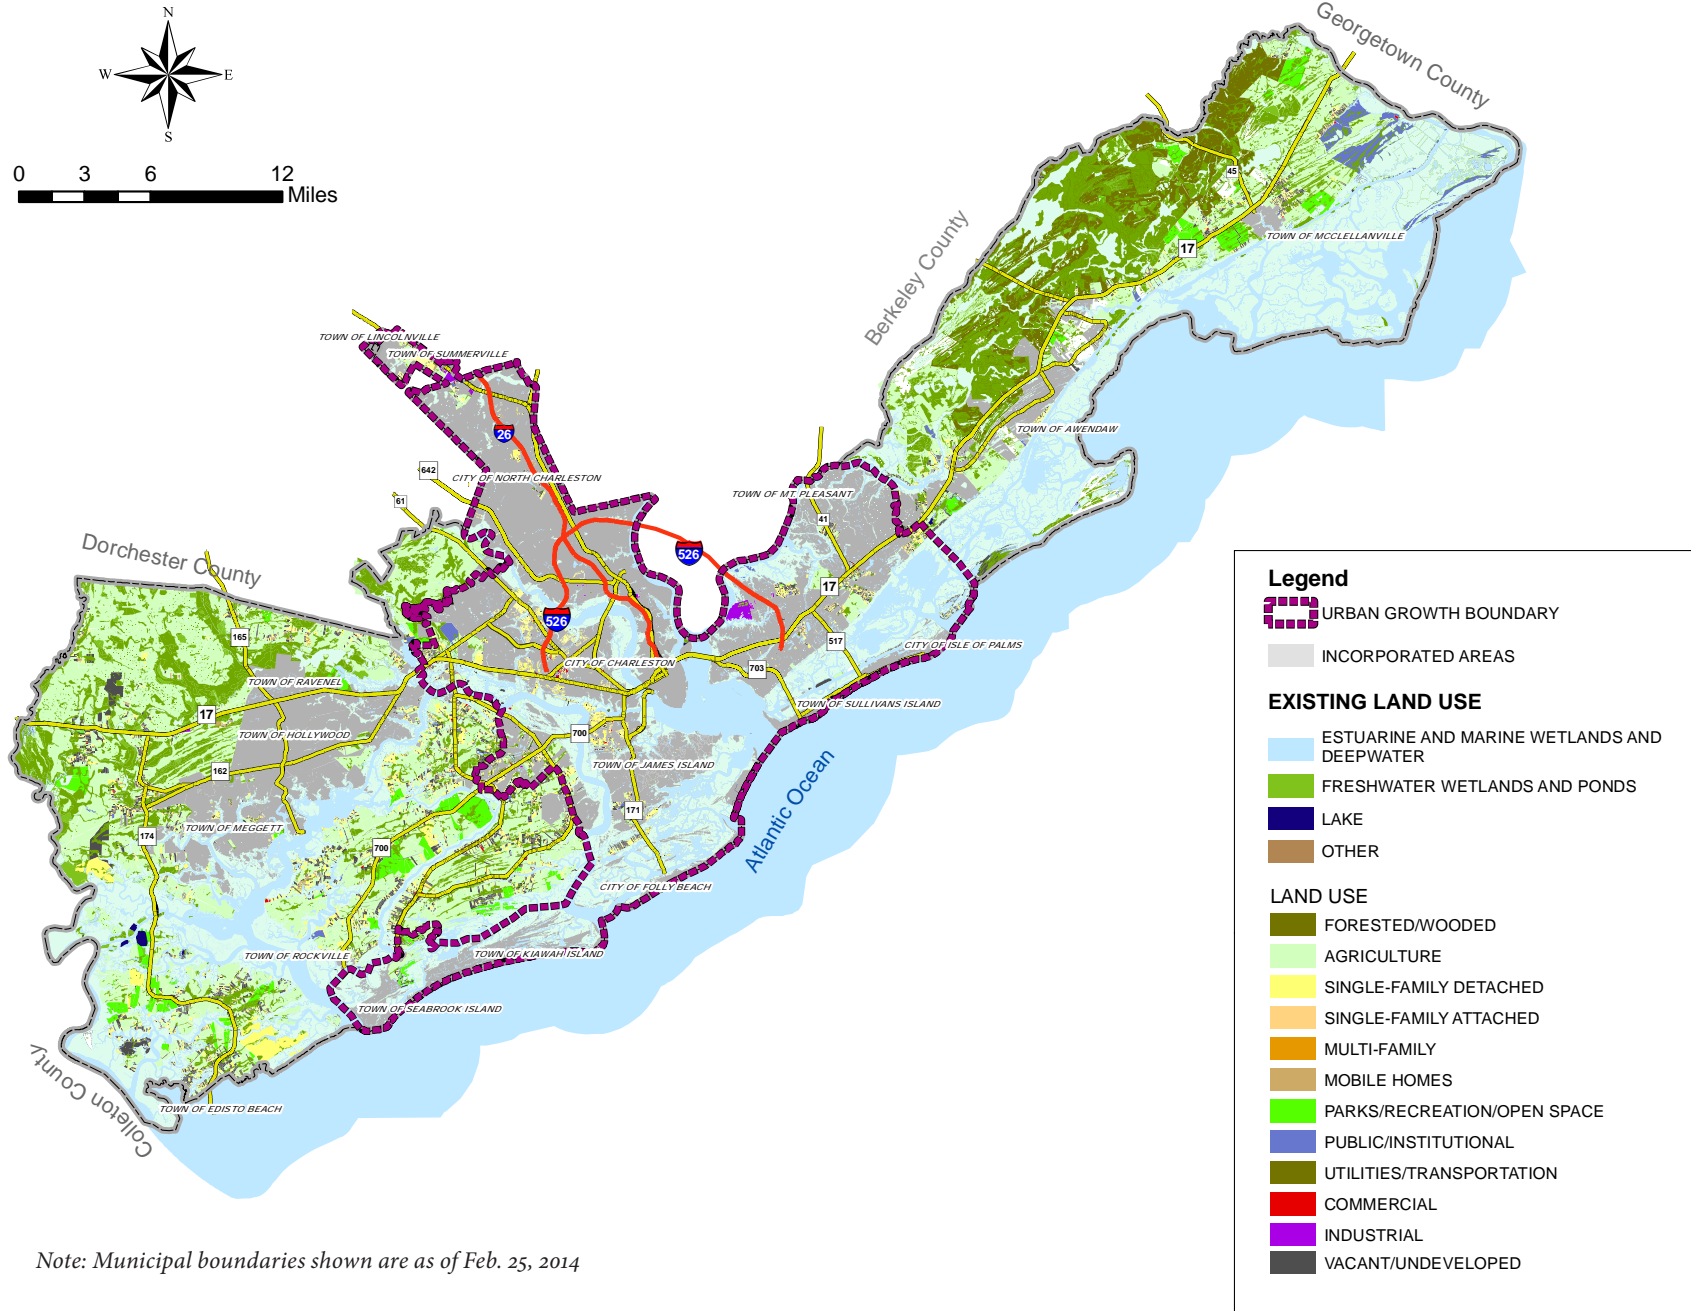 N
W
E
S
0 3 6 12
Miles
Georgetown County
Berkeley County
Dorchester County
Colleton County
Atlantic Ocean
45
17
TOWN OF MCCLELLANVILLE
TOWN OF LINCOLNVILLE
TOWN OF SUMMERVILLE
26
642
CITY OF NORTH CHARLESTON
61
TOWN OF AWENDAW
TOWN OF MT PLEASANT
41
526
17
526
165
517
CITY OF ISLE OF PALMS
CITY OF CHARLESTON
703
TOWN OF RAVENEL
TOWN OF SULLIVANS ISLAND
17
TOWN OF HOLLYWOOD
700
162
TOWN OF JAMES ISLAND
171
TOWN OF MEGGETT
174
700
CITY OF FOLLY BEACH
TOWN OF ROCKVILLE
TOWN OF KIAWAH ISLAND
TOWN OF SEABROOK ISLAND
TOWN OF EDISTO BEACH
Legend
URBAN GROWTH BOUNDARY
INCORPORATED AREAS
EXISTING LAND USE
ESTUARINE AND MARINE WETLANDS AND
DEEPWATER
FRESHWATER WETLANDS AND PONDS
LAKE
OTHER
LAND USE
FORESTED/WOODED
AGRICULTURE
SINGLE-FAMILY DETACHED
SINGLE-FAMILY ATTACHED
MULTI-FAMILY
MOBILE HOMES
PARKS/RECREATION/OPEN SPACE
PUBLIC/INSTITUTIONAL
UTILITIES/TRANSPORTATION
COMMERCIAL
INDUSTRIAL
VACANT/UNDEVELOPED
Note: Municipal boundaries shown are as of Feb. 25, 2014